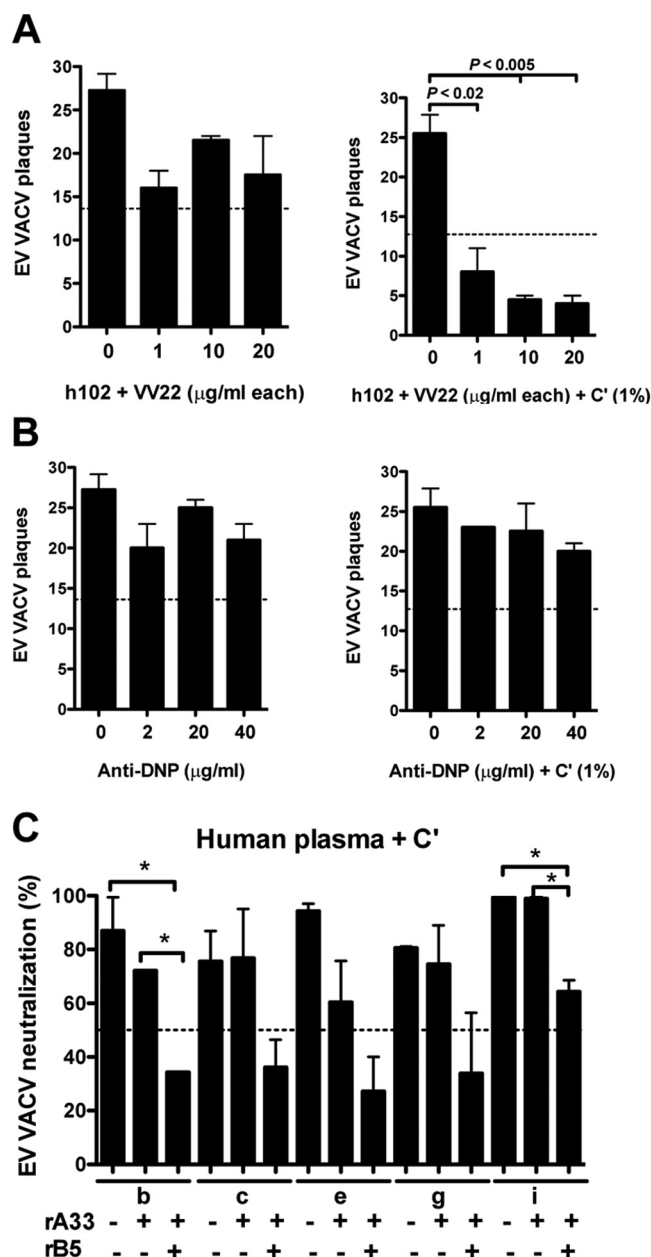 A
EV VACV plaques
30
25
20
15
10
5
0
0 1 10 20
h102 + VV22 (μg/ml each)
P < 0.005
P < 0.02
EV VACV plaques
30
25
20
15
10
5
0
0 1 10 20
h102 + VV22 (μg/ml each) + C' (1%)
B
EV VACV plaques
30
25
20
15
10
5
0
0 2 20 40
Anti-DNP (μg/ml)
EV VACV plaques
30
25
20
15
10
5
0
0 2 20 40
Anti-DNP (μg/ml) + C' (1%)
C
Human plasma + C'
EV VACV neutralization (%)
100
80
60
40
20
0
*
*
*
*
b c e g i
rA33 - + + - + + - + + - + + - + +
rB5 - - + - - + - - + - - + - - +